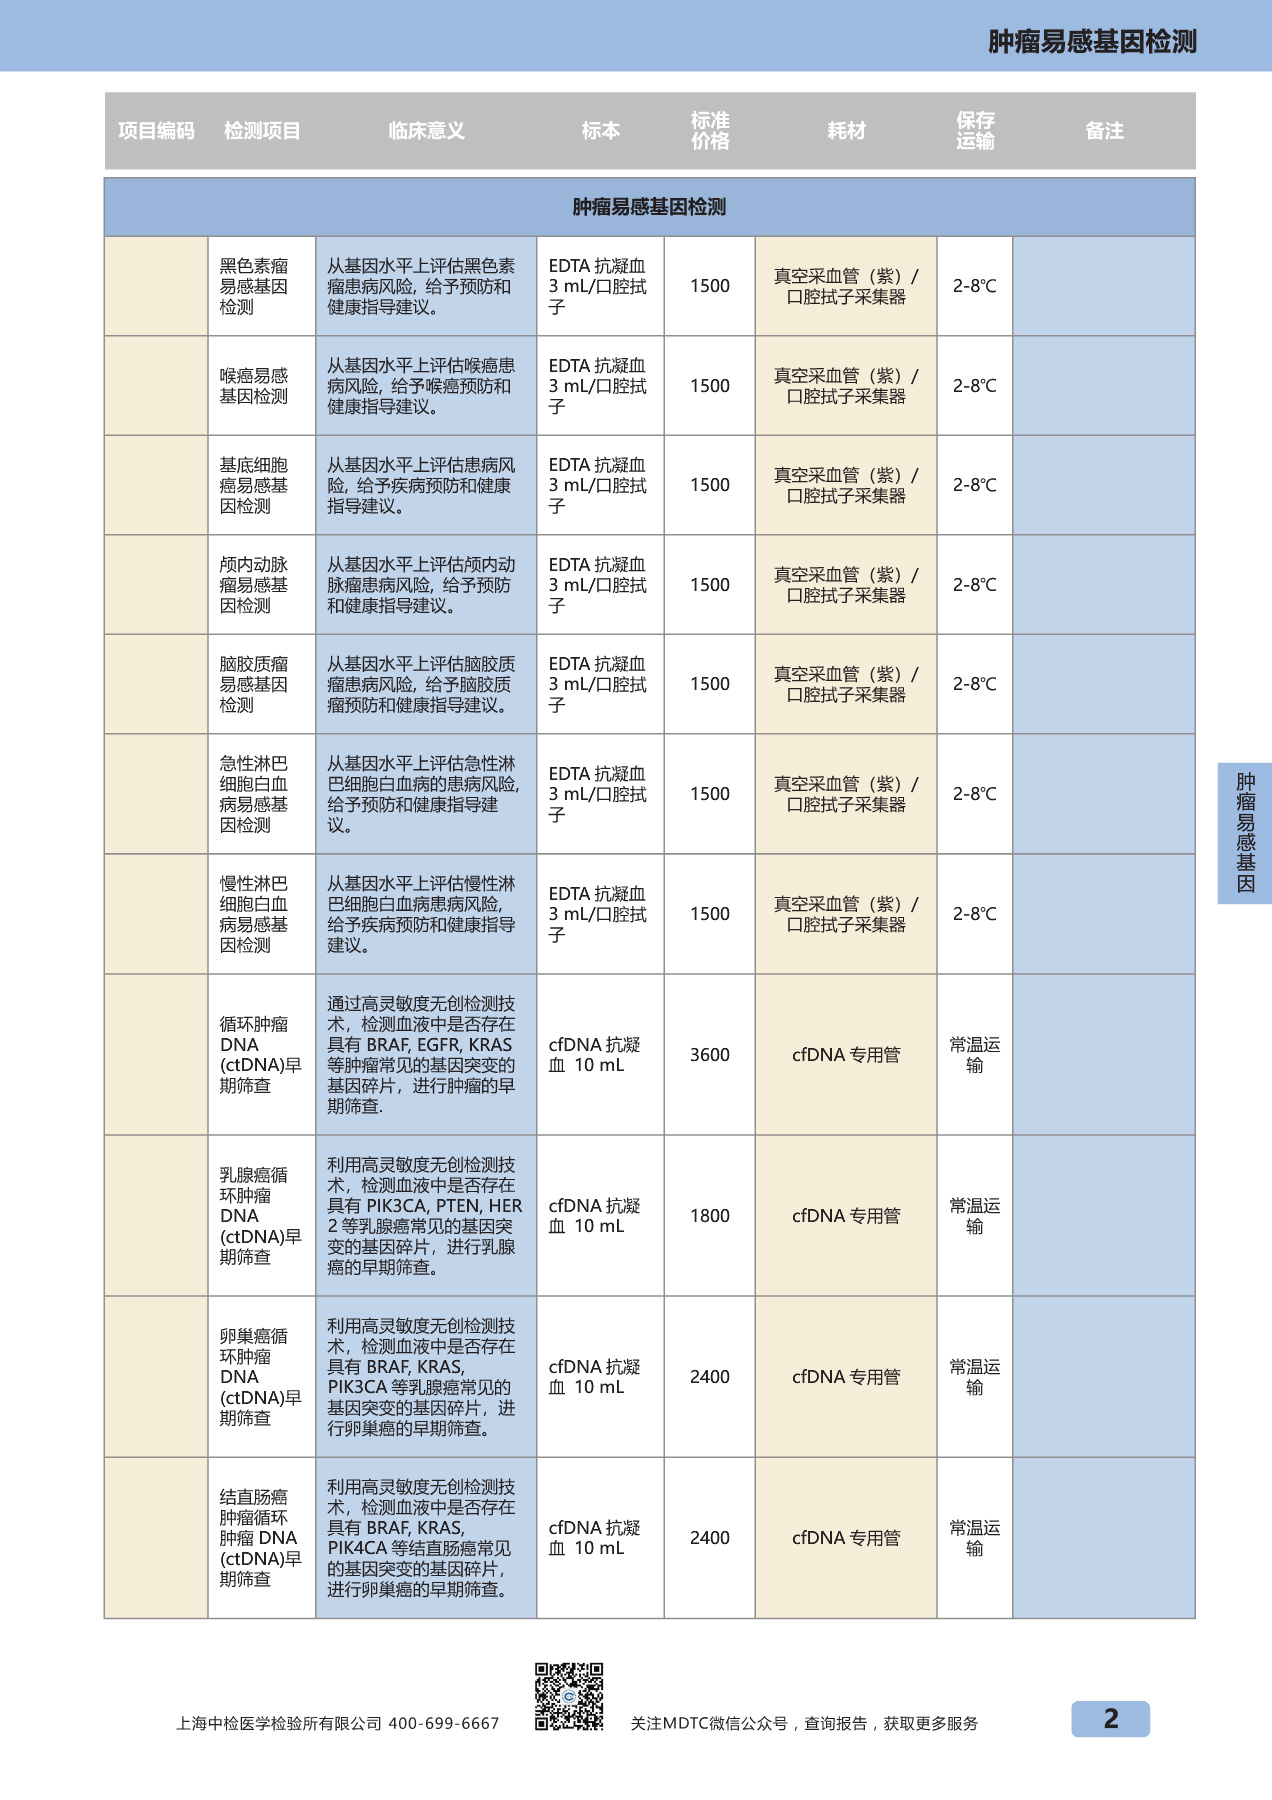 肿瘤易感基因检测
项目编码 检测项目 临床意义 标本 标准价格 耗材 保存运输 备注
肿瘤易感基因检测
黑色素瘤
易感基因
检测
从基因水平上评估黑色素
瘤患病风险, 给予预防和
健康指导建议。
EDTA 抗凝血
3 mL/口腔拭
子
1500
真空采血管（紫）/
口腔拭子采集器
2-8℃
喉癌易感
基因检测
从基因水平上评估喉癌患
病风险, 给予喉癌预防和
健康指导建议。
EDTA 抗凝血
3 mL/口腔拭
子
1500
真空采血管（紫）/
口腔拭子采集器
2-8℃
基底细胞
癌易感基
因检测
从基因水平上评估患病风
险, 给予疾病预防和健康
指导建议。
EDTA 抗凝血
3 mL/口腔拭
子
1500
真空采血管（紫）/
口腔拭子采集器
2-8℃
颅内动脉
瘤易感基
因检测
从基因水平上评估颅内动
脉瘤患病风险, 给予预防
和健康指导建议。
EDTA 抗凝血
3 mL/口腔拭
子
1500
真空采血管（紫）/
口腔拭子采集器
2-8℃
脑胶质瘤
易感基因
检测
从基因水平上评估脑胶质
瘤患病风险, 给予脑胶质
瘤预防和健康指导建议。
EDTA 抗凝血
3 mL/口腔拭
子
1500
真空采血管（紫）/
口腔拭子采集器
2-8℃
急性淋巴
细胞白血
病易感基
因检测
从基因水平上评估急性淋
巴细胞白血病的患病风险,
给予预防和健康指导建
议。
EDTA 抗凝血
3 mL/口腔拭
子
1500
真空采血管（紫）/
口腔拭子采集器
2-8℃
慢性淋巴
细胞白血
病易感基
因检测
从基因水平上评估慢性淋
巴细胞白血病患病风险,
给予疾病预防和健康指导
建议。
EDTA 抗凝血
3 mL/口腔拭
子
1500
真空采血管（紫）/
口腔拭子采集器
2-8℃
循环肿瘤
DNA
(ctDNA)早
期筛查
通过高灵敏度无创检测技
术，检测血液中是否存在
具有 BRAF, EGFR, KRAS
等肿瘤常见的基因突变的
基因碎片，进行肿瘤的早
期筛查.
cfDNA 抗凝
血 10 mL
3600
cfDNA 专用管
常温运
输
乳腺癌循
环肿瘤
DNA
(ctDNA)早
期筛查
利用高灵敏度无创检测技
术，检测血液中是否存在
具有 PIK3CA, PTEN, HER
2 等乳腺癌常见的基因突
变的基因碎片，进行乳腺
癌的早期筛查。
cfDNA 抗凝
血 10 mL
1800
cfDNA 专用管
常温运
输
卵巢癌循
环肿瘤
DNA
(ctDNA)早
期筛查
利用高灵敏度无创检测技
术，检测血液中是否存在
具有 BRAF, KRAS,
PIK3CA 等乳腺癌常见的
基因突变的基因碎片，进
行卵巢癌的早期筛查。
cfDNA 抗凝
血 10 mL
2400
cfDNA 专用管
常温运
输
结直肠癌
肿瘤循环
肿瘤 DNA
(ctDNA)早
期筛查
利用高灵敏度无创检测技
术，检测血液中是否存在
具有 BRAF, KRAS,
PIK4CA 等结直肠癌常见
的基因突变的基因碎片，
进行卵巢癌的早期筛查。
cfDNA 抗凝
血 10 mL
2400
cfDNA 专用管
常温运
输
肿瘤易感基因
上海中检医学检验所有限公司 400-699-6667
关注MDTC微信公众号，查询报告，获取更多服务
2